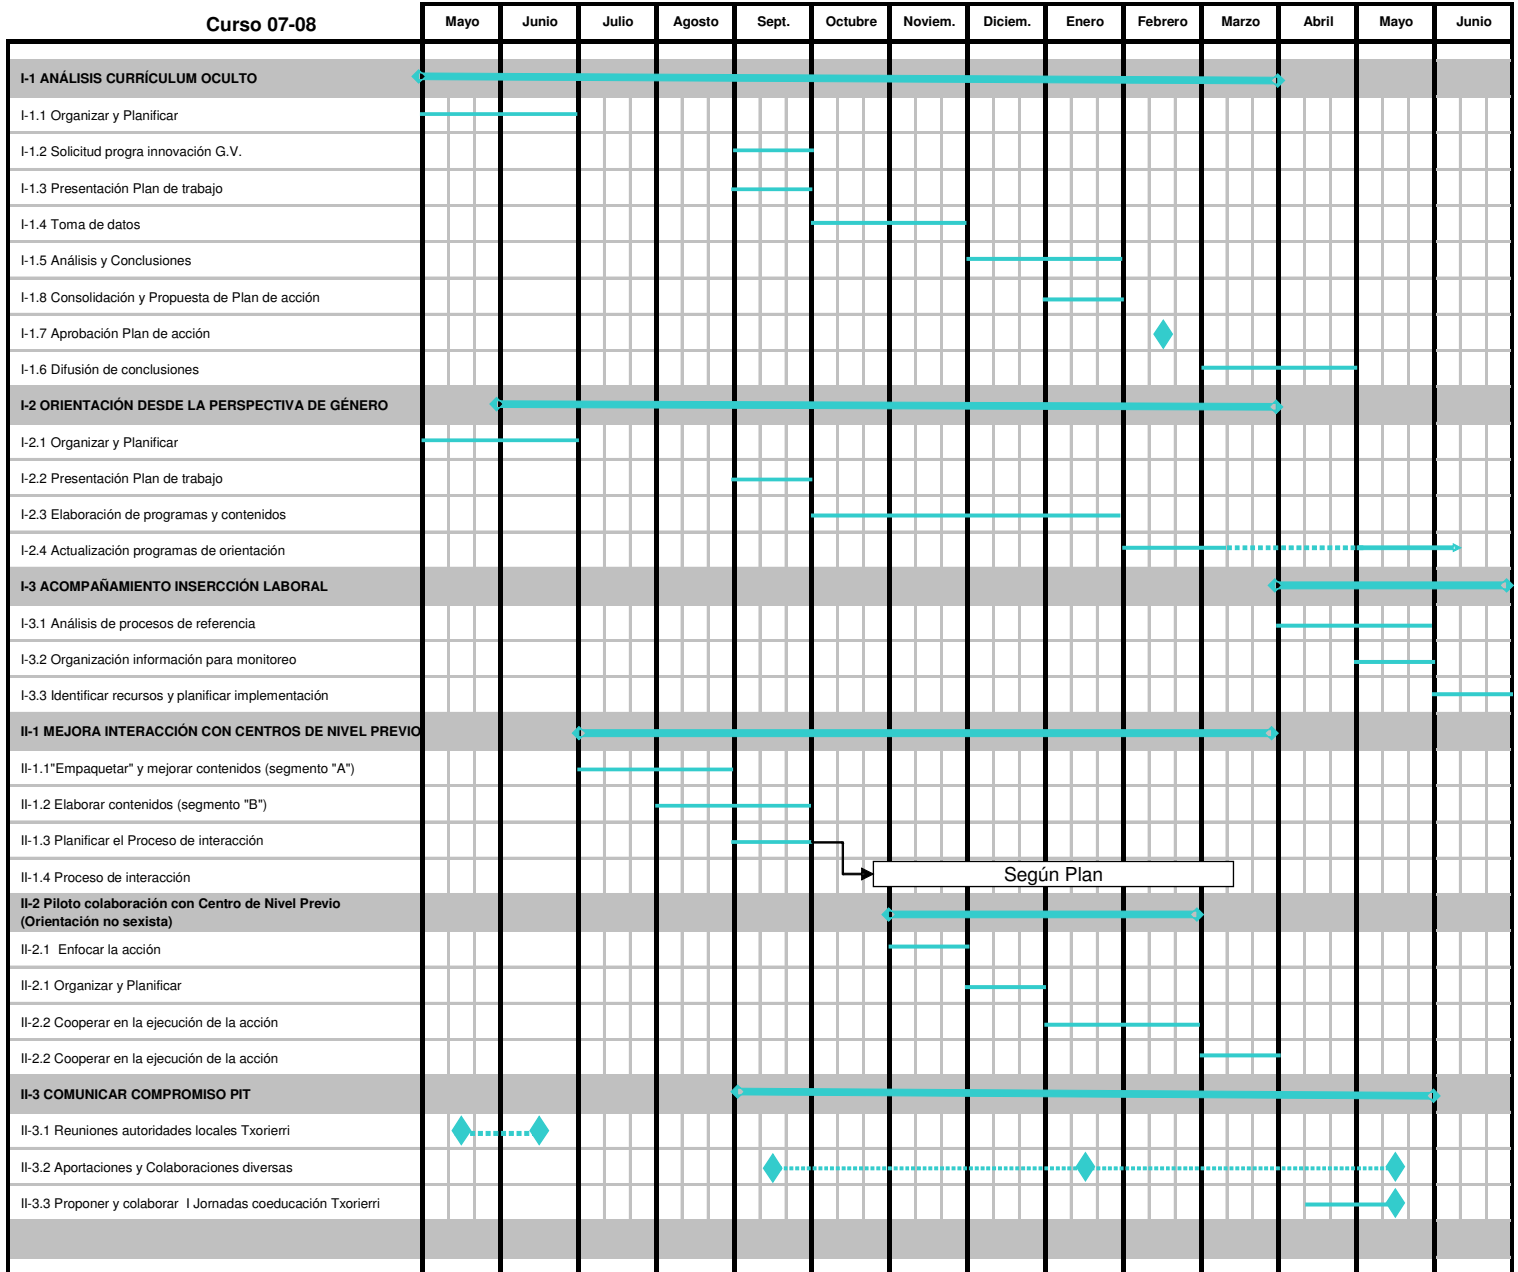 Curso 07-08 Mayo Junio Julio Agosto Sept. Octubre Noviem. Diciem. Enero Febrero Marzo Abril Mayo Junio
I-1 ANÁLISIS CURRÍCULUM OCULTO
I-1.1 Organizar y Planificar
I-1.2 Solicitud progra innovación G.V.
I-1.3 Presentación Plan de trabajo
I-1.4 Toma de datos
I-1.5 Análisis y Conclusiones
I-1.8 Consolidación y Propuesta de Plan de acción
I-1.7 Aprobación Plan de acción
I-1.6 Difusión de conclusiones
I-2 ORIENTACIÓN DESDE LA PERSPECTIVA DE GÉNERO
I-2.1 Organizar y Planificar
I-2.2 Presentación Plan de trabajo
I-2.3 Elaboración de programas y contenidos
I-2.4 Actualización programas de orientación
I-3 ACOMPAÑAMIENTO INSERCCIÓN LABORAL
I-3.1 Análisis de procesos de referencia
I-3.2 Organización información para monitoreo
I-3.3 Identificar recursos y planificar implementación
II-1 MEJORA INTERACCIÓN CON CENTROS DE NIVEL PREVIO
II-1.1"Empaquetar" y mejorar contenidos (segmento "A")
II-1.2 Elaborar contenidos (segmento "B")
II-1.3 Planificar el Proceso de interacción
II-1.4 Proceso de interacción Según Plan
II-2 Piloto colaboración con Centro de Nivel Previo
(Orientación no sexista)
II-2.1 Enfocar la acción
II-2.1 Organizar y Planificar
II-2.2 Cooperar en la ejecución de la acción
II-2.2 Cooperar en la ejecución de la acción
II-3 COMUNICAR COMPROMISO PIT
II-3.1 Reuniones autoridades locales Txorierri
II-3.2 Aportaciones y Colaboraciones diversas
II-3.3 Proponer y colaborar I Jornadas coeducación Txorierri